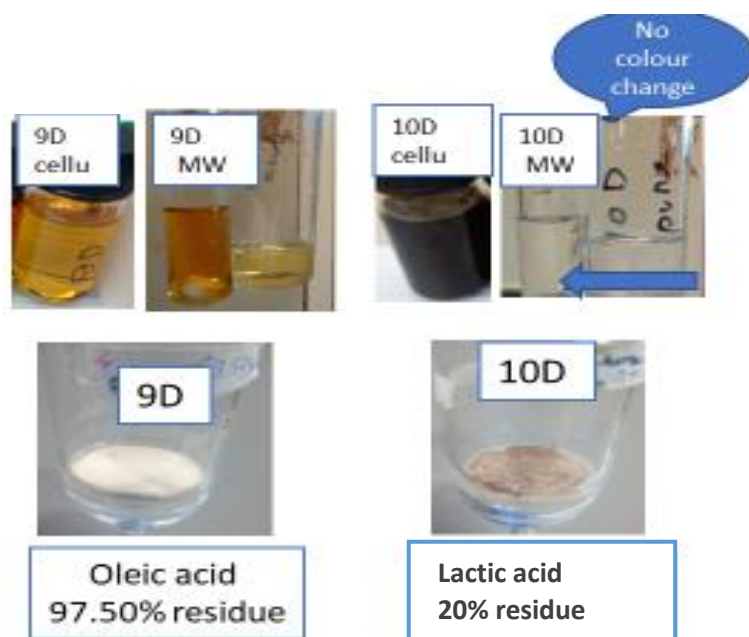 No
colour
change
9D
cellu
9D
MW
10D
cellu
10D
MW
9D
10D
Oleic acid
97.50% residue
Lactic acid
20% residue